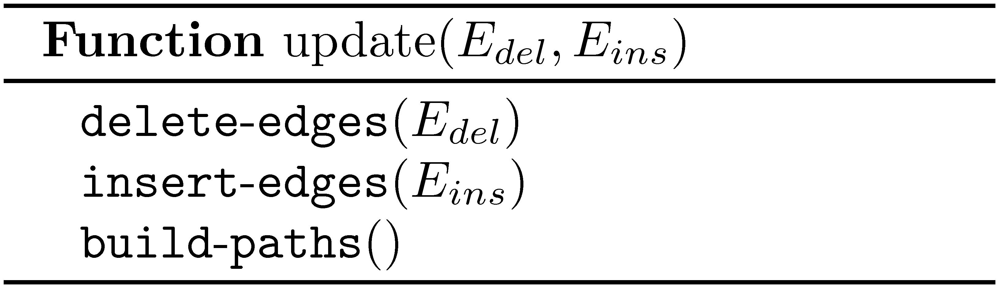 Function update(E_del, E_ins)
delete-edges(E_del)
insert-edges(E_ins)
build-paths()